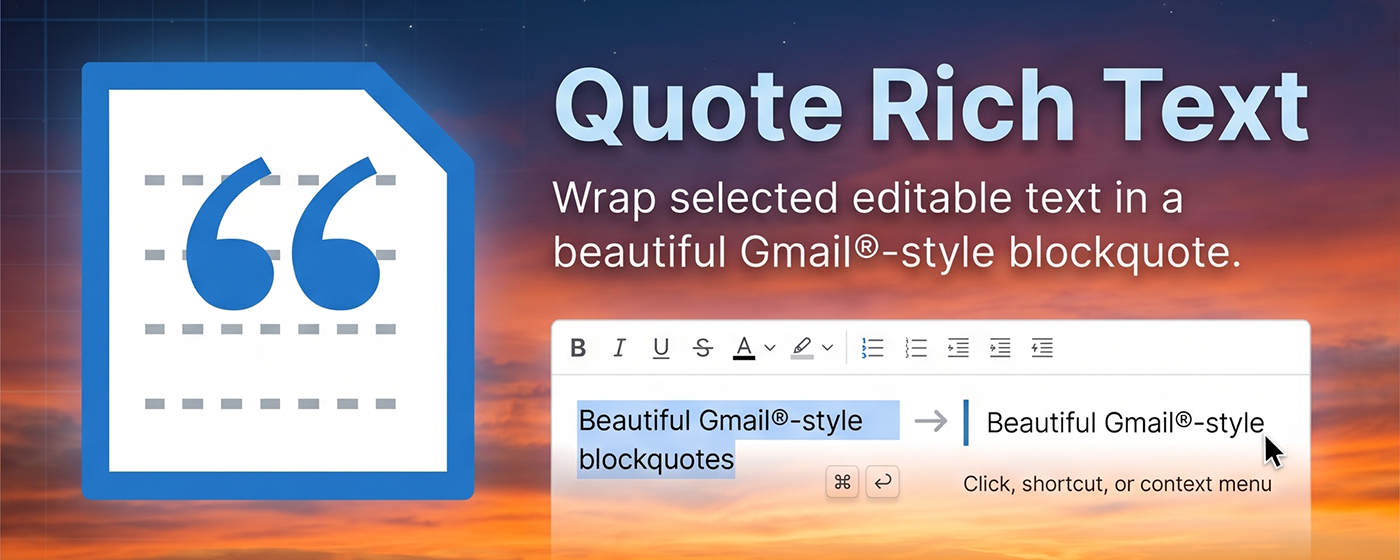 Quote Rich Text
Wrap selected editable text in a
beautiful Gmail®-style blockquote.
B I U S A
Beautiful Gmail®-style
blockquotes
⌘ ↩
→
Beautiful Gmail®-style
Click, shortcut, or context menu